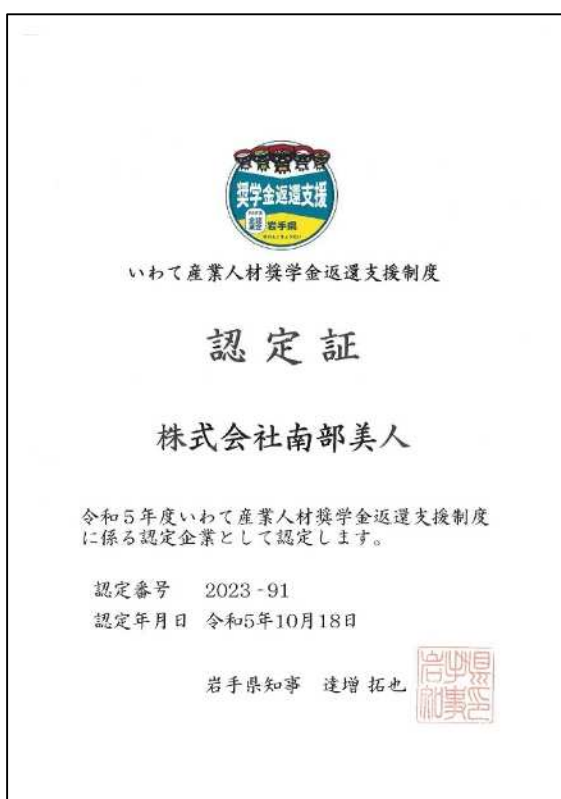 奨学金返還支援
岩手県
いわて産業人材奨学金返還支援制度
認定証
株式会社南部美人
令和5年度いわて産業人材奨学金返還支援制度
に係る認定企業として認定します。
認定番号 2023-91
認定年月日 令和5年10月18日
岩手県知事 達増 拓也